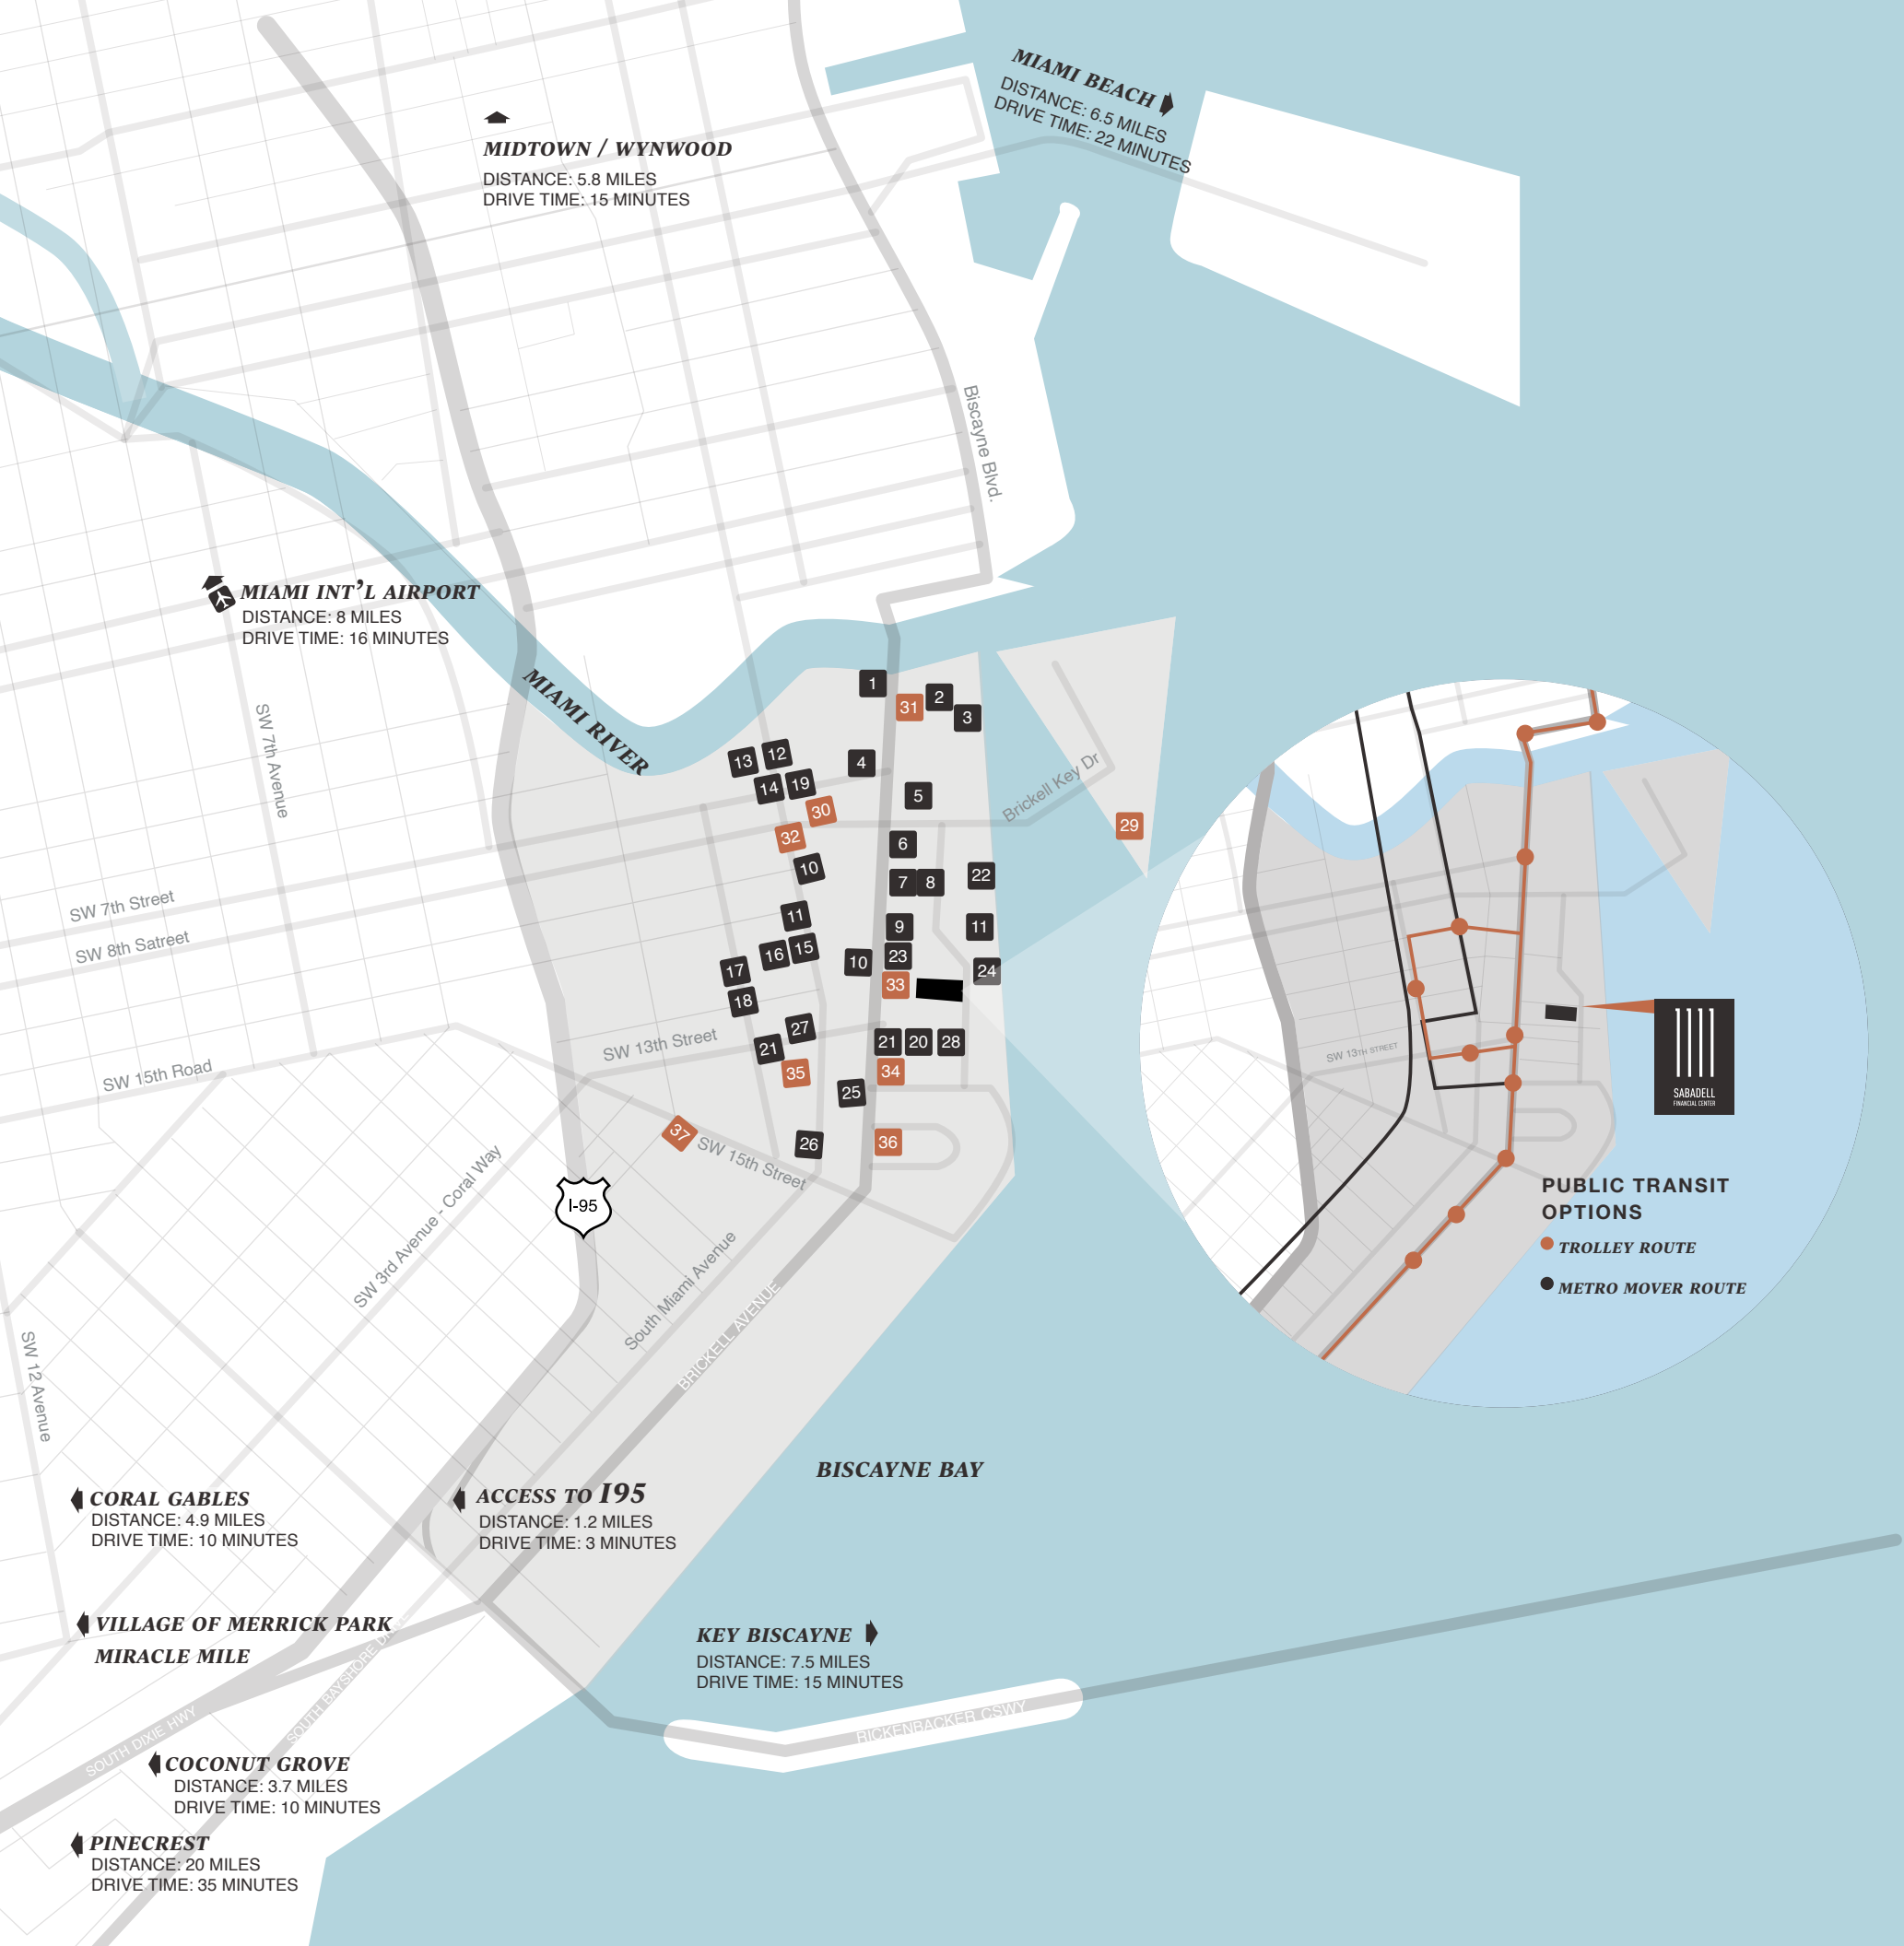 MIAMI BEACH
DISTANCE: 6.5 MILES
DRIVE TIME: 22 MINUTES
MIDTOWN / WYNWOOD
DISTANCE: 5.8 MILES
DRIVE TIME: 15 MINUTES
Biscayne Blvd.
MIAMI INT'L AIRPORT
DISTANCE: 8 MILES
DRIVE TIME: 16 MINUTES
MIAMI RIVER
SW 7th Avenue
1
31
2
3
13
12
4
14
19
5
30
Brickell Key Dr
29
32
6
10
7
8
22
SW 7th Street
11
9
11
SW 8th Satreet
16
15
10
23
17
24
33
18
27
SW 13th Street
21
21
20
28
SW 15th Road
35
34
25
37
SW 15th Street
26
36
I-95
SW 3rd Avenue - Coral Way
South Miami Avenue
BRICKELL AVENUE
SW 12 Avenue
SW 13TH STREET
SABADELL
FINANCIAL CENTER
PUBLIC TRANSIT
OPTIONS
TROLLEY ROUTE
METRO MOVER ROUTE
BISCAYNE BAY
CORAL GABLES
DISTANCE: 4.9 MILES
DRIVE TIME: 10 MINUTES
ACCESS TO I95
DISTANCE: 1.2 MILES
DRIVE TIME: 3 MINUTES
VILLAGE OF MERRICK PARK
MIRACLE MILE
KEY BISCAYNE
DISTANCE: 7.5 MILES
DRIVE TIME: 15 MINUTES
SOUTH BAYSHORE DRIVE
SOUTH DIXIE HWY
RICKENBACKER CSWY
COCONUT GROVE
DISTANCE: 3.7 MILES
DRIVE TIME: 10 MINUTES
PINECREST
DISTANCE: 20 MILES
DRIVE TIME: 35 MINUTES